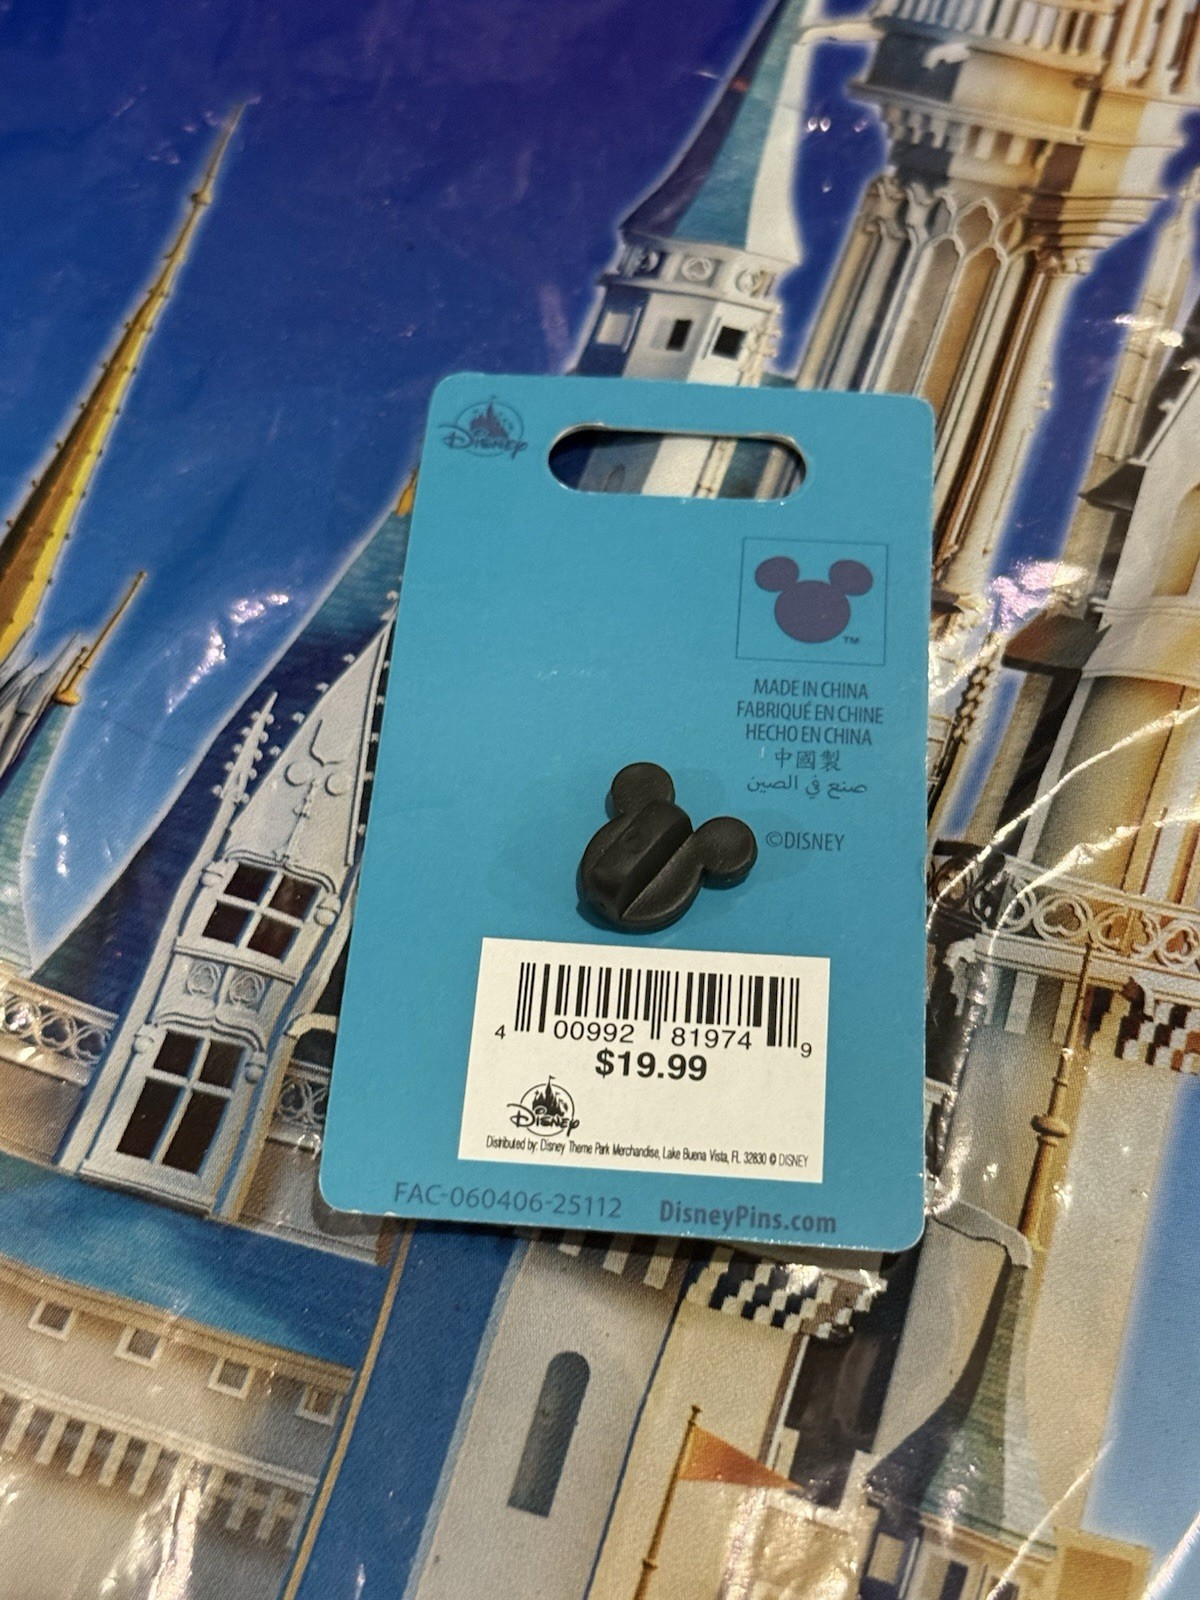 Disney
TM
MADE IN CHINA
FABRIQUÉ EN CHINE
HECHO EN CHINA
中國製
صنع في الصين
©DISNEY
4 00992 81974 9
$19.99
Disney
Distributed by: Disney Theme Park Merchandise, Lake Buena Vista, FL 32830 © DISNEY
FAC-060406-25112 DisneyPins.com